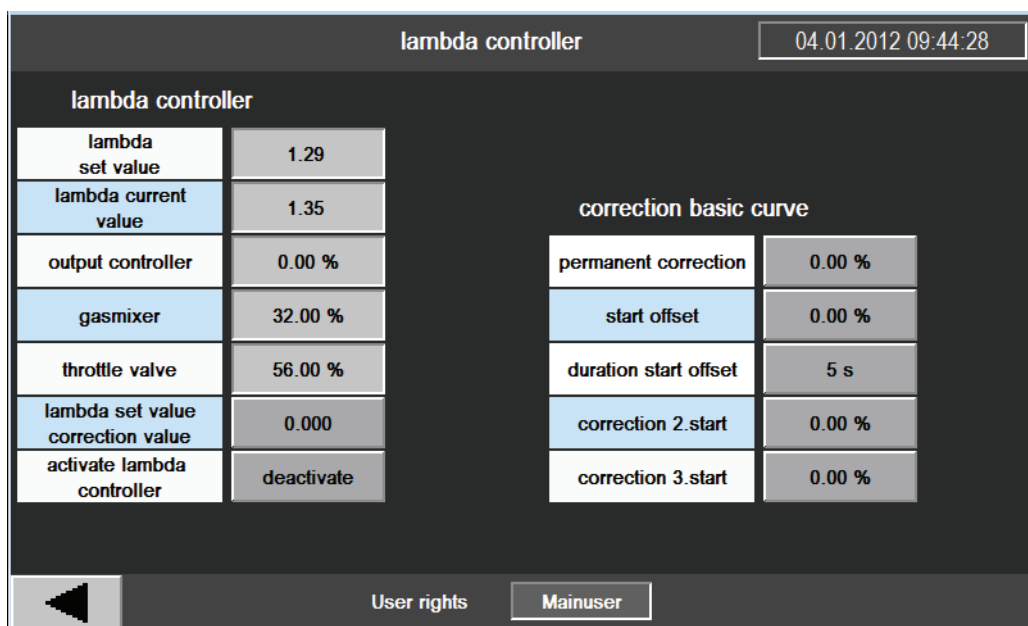 lambda controller
04.01.2012 09:44:28
lambda controller
lambda
set value
1.29
lambda current
value
1.35
output controller
0.00 %
gasmixer
32.00 %
throttle valve
56.00 %
lambda set value
correction value
0.000
activate lambda
controller
deactivate
correction basic curve
permanent correction
0.00 %
start offset
0.00 %
duration start offset
5 s
correction 2.start
0.00 %
correction 3.start
0.00 %
User rights
Mainuser